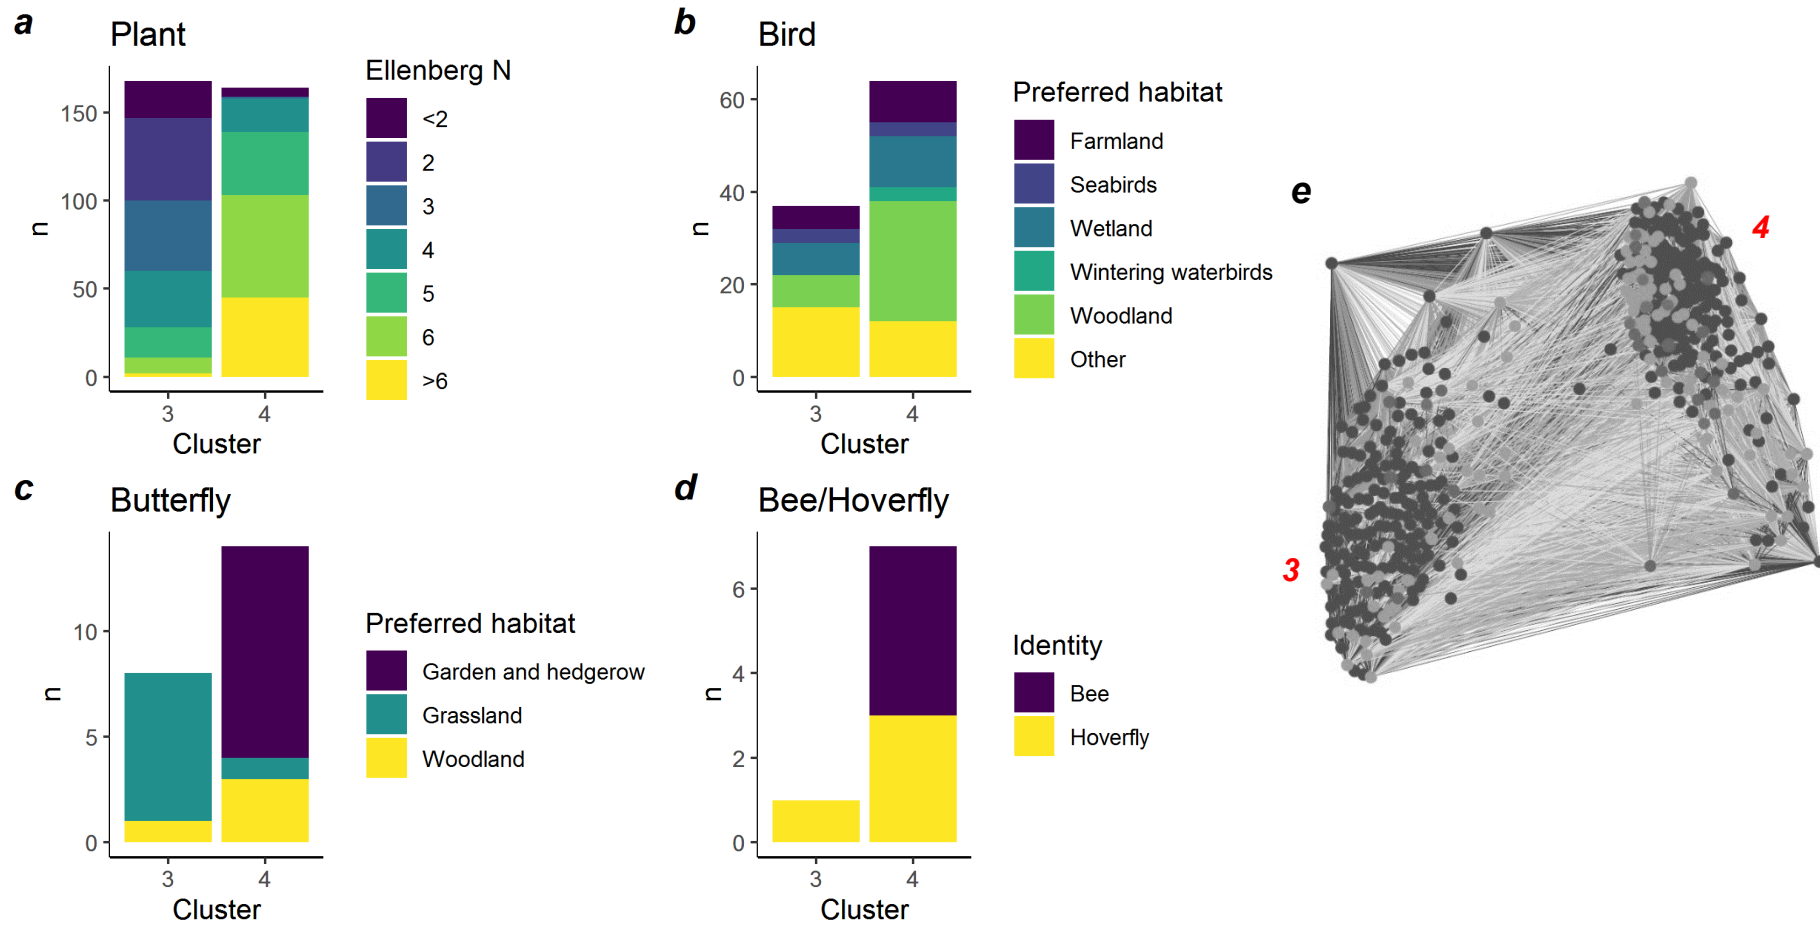 a
Plant
n
150
100
50
0
3 4
Cluster
Ellenberg N
<2
2
3
4
5
6
>6
b
Bird
n
60
40
20
0
3 4
Cluster
Preferred habitat
Farmland
Seabirds
Wetland
Wintering waterbirds
Woodland
Other
c
Butterfly
n
10
5
0
3 4
Cluster
Preferred habitat
Garden and hedgerow
Grassland
Woodland
d
Bee/Hoverfly
n
6
4
2
0
3 4
Cluster
Identity
Bee
Hoverfly
e
4
3